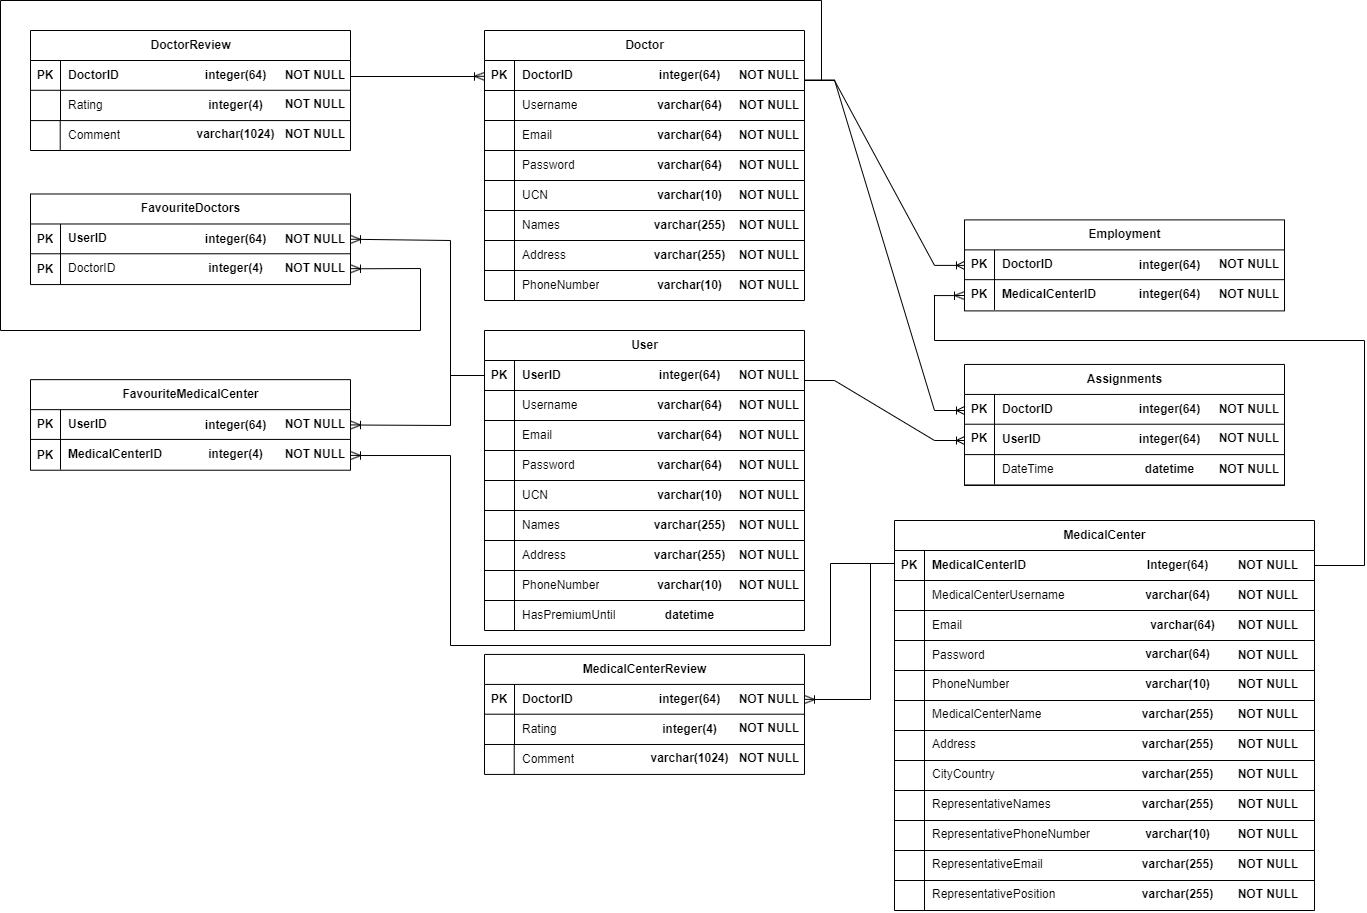 DoctorReview
PK DoctorID integer(64) NOT NULL
Rating integer(4) NOT NULL
Comment varchar(1024) NOT NULL
Doctor
PK DoctorID integer(64) NOT NULL
Username varchar(64) NOT NULL
Email varchar(64) NOT NULL
Password varchar(64) NOT NULL
UCN varchar(10) NOT NULL
Names varchar(255) NOT NULL
Address varchar(255) NOT NULL
PhoneNumber varchar(10) NOT NULL
FavouriteDoctors
PK UserID integer(64) NOT NULL
PK DoctorID integer(4) NOT NULL
Employment
PK DoctorID integer(64) NOT NULL
PK MedicalCenterID integer(64) NOT NULL
User
PK UserID integer(64) NOT NULL
Username varchar(64) NOT NULL
Email varchar(64) NOT NULL
Password varchar(64) NOT NULL
UCN varchar(10) NOT NULL
Names varchar(255) NOT NULL
Address varchar(255) NOT NULL
PhoneNumber varchar(10) NOT NULL
HasPremiumUntil datetime
FavouriteMedicalCenter
PK UserID integer(64) NOT NULL
PK MedicalCenterID integer(4) NOT NULL
Assignments
PK DoctorID integer(64) NOT NULL
PK UserID integer(64) NOT NULL
DateTime datetime NOT NULL
MedicalCenter
PK MedicalCenterID Integer(64) NOT NULL
MedicalCenterUsername varchar(64) NOT NULL
Email varchar(64) NOT NULL
Password varchar(64) NOT NULL
PhoneNumber varchar(10) NOT NULL
MedicalCenterName varchar(255) NOT NULL
Address varchar(255) NOT NULL
CityCountry varchar(255) NOT NULL
RepresentativeNames varchar(255) NOT NULL
RepresentativePhoneNumber varchar(10) NOT NULL
RepresentativeEmail varchar(255) NOT NULL
RepresentativePosition varchar(255) NOT NULL
MedicalCenterReview
PK DoctorID integer(64) NOT NULL
Rating integer(4) NOT NULL
Comment varchar(1024) NOT NULL